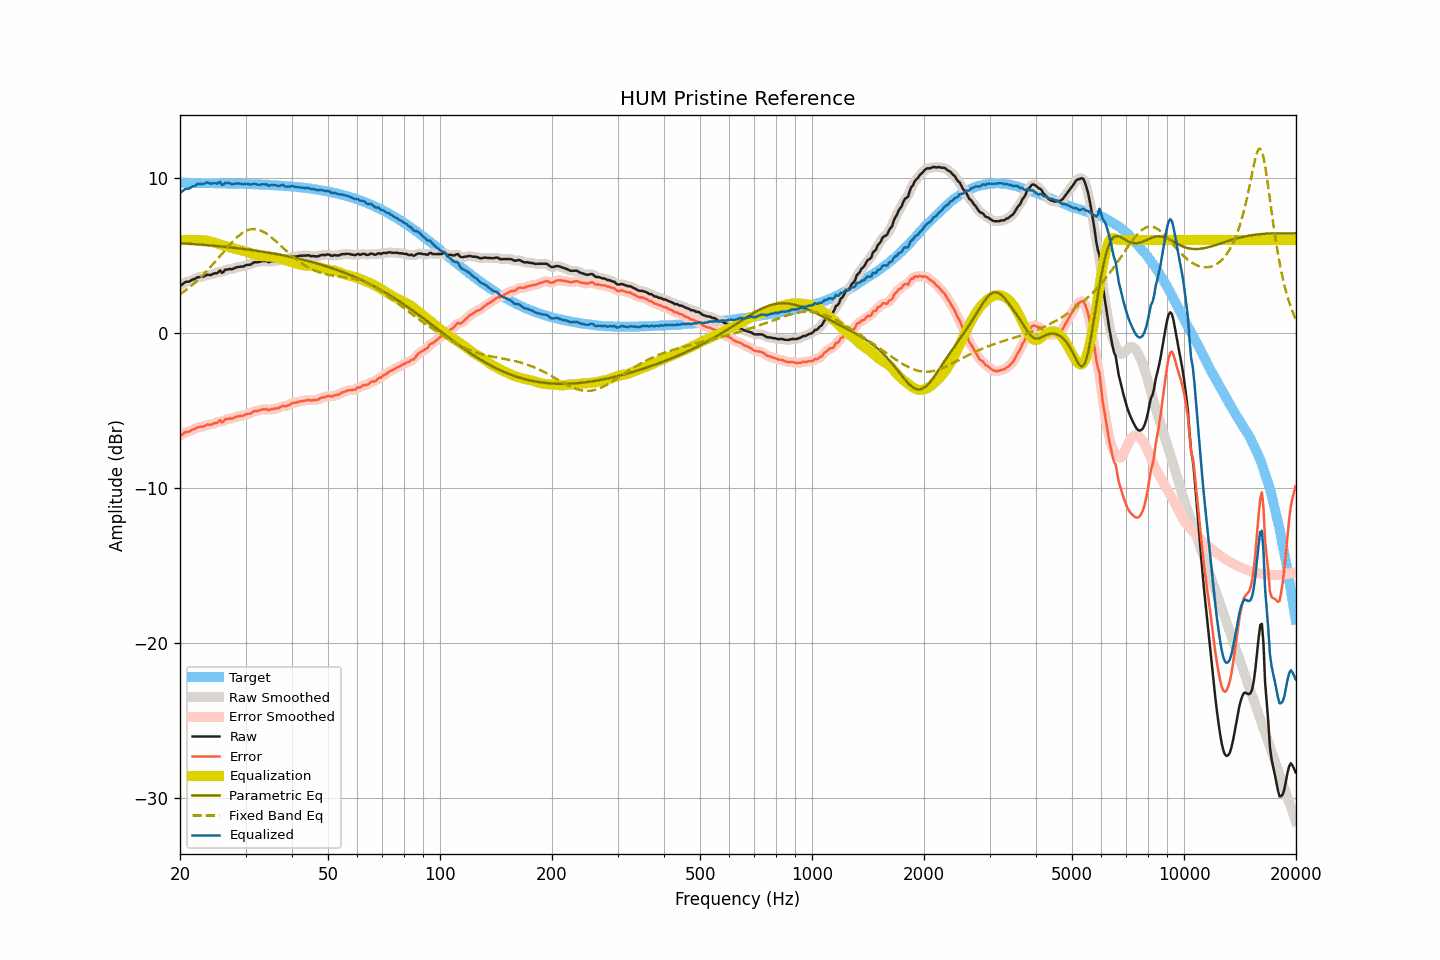 HUM Pristine Reference
Amplitude (dBr)
10
0
−10
−20
−30
Target
Raw Smoothed
Error Smoothed
Raw
Error
Equalization
Parametric Eq
Fixed Band Eq
Equalized
20 50 100 200 500 1000 2000 5000 10000 20000
Frequency (Hz)